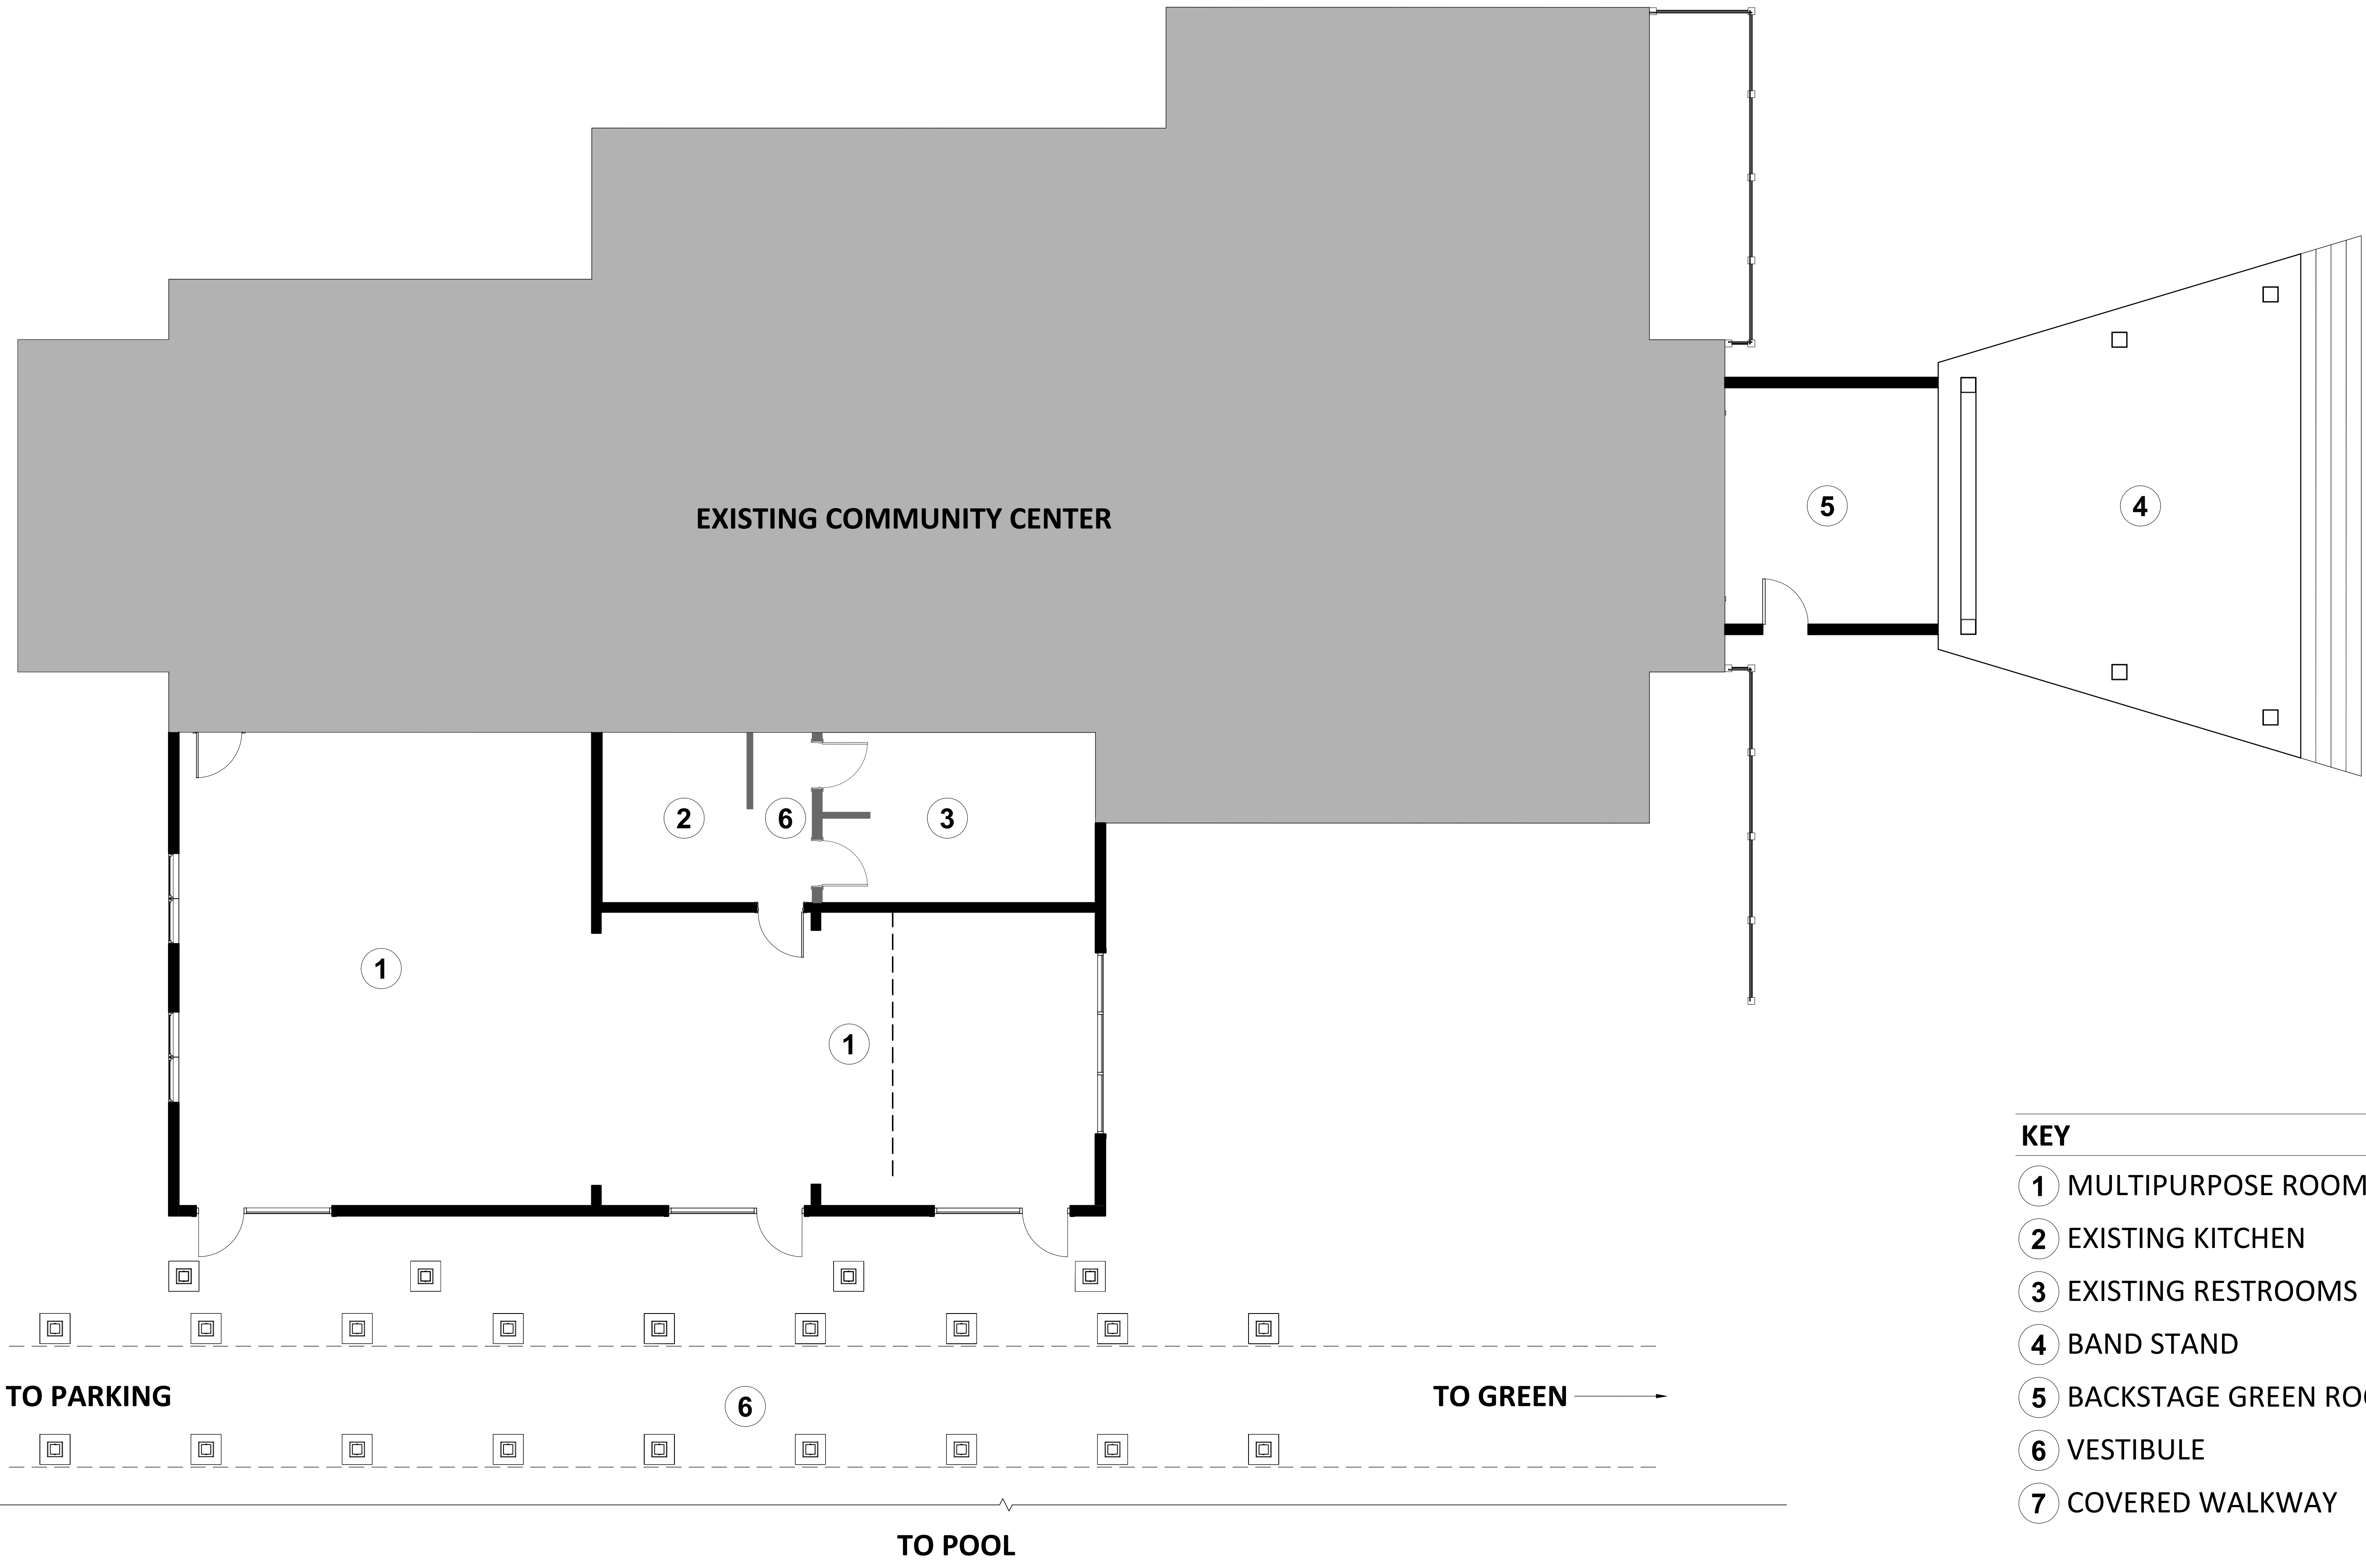 EXISTING COMMUNITY CENTER
5
4
2
6
3
1
1
KEY
1 MULTIPURPOSE ROOM
2 EXISTING KITCHEN
3 EXISTING RESTROOMS
4 BAND STAND
5 BACKSTAGE GREEN
6 VESTIBULE
7 COVERED WALKWAY
TO PARKING
6
TO GREEN
TO POOL